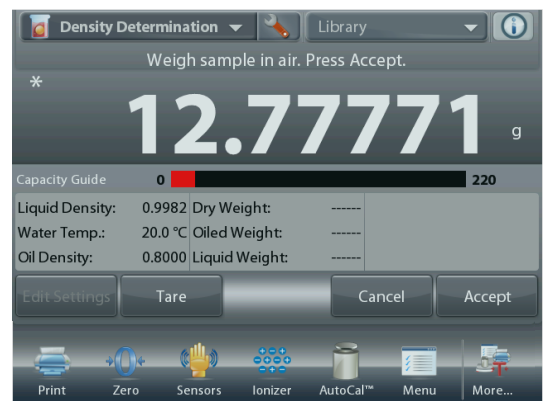 Density Determination Library
Weigh sample in air. Press Accept.
*
12.77771 g
Capacity Guide 0 220
Liquid Density: 0.9982 Dry Weight: ------
Water Temp.: 20.0 °C Oiled Weight: ------
Oil Density: 0.8000 Liquid Weight: ------
Edit Settings Tare Cancel Accept
Print Zero Sensors Ionizer AutoCal™ Menu More...